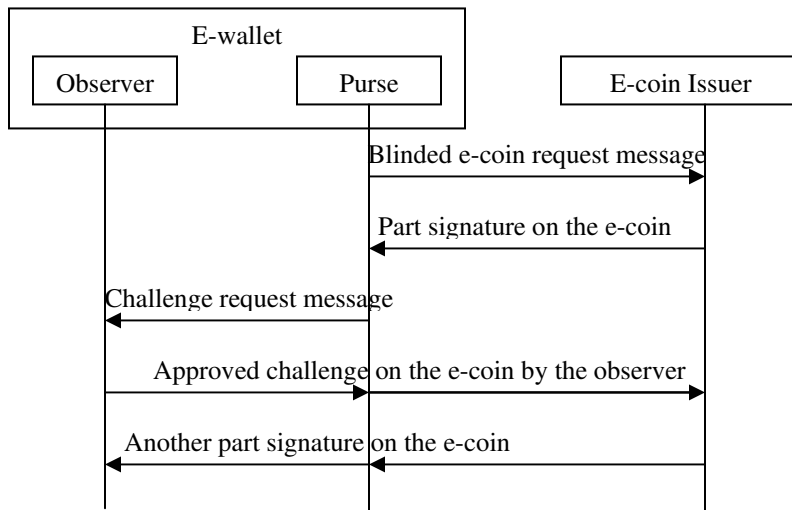 E-wallet
Observer
Purse
E-coin Issuer
Blinded e-coin request message
Part signature on the e-coin
Challenge request message
Approved challenge on the e-coin by the observer
Another part signature on the e-coin